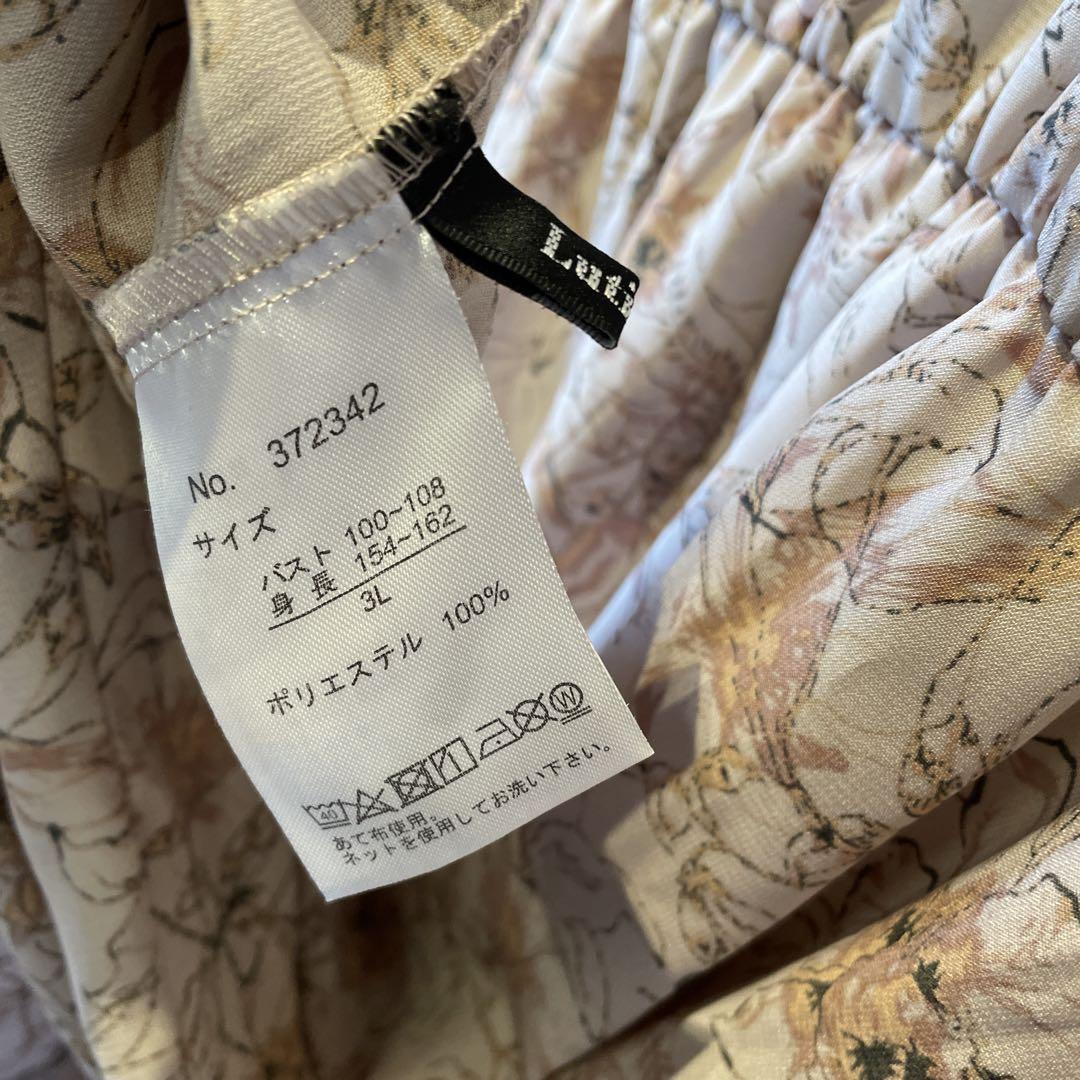 No. 372342
サイズ
バスト 100~108
身 長 154~162
3L
ポリエステル 100%
40
W
あて布使用。
ネットを使用してお洗い下さい。